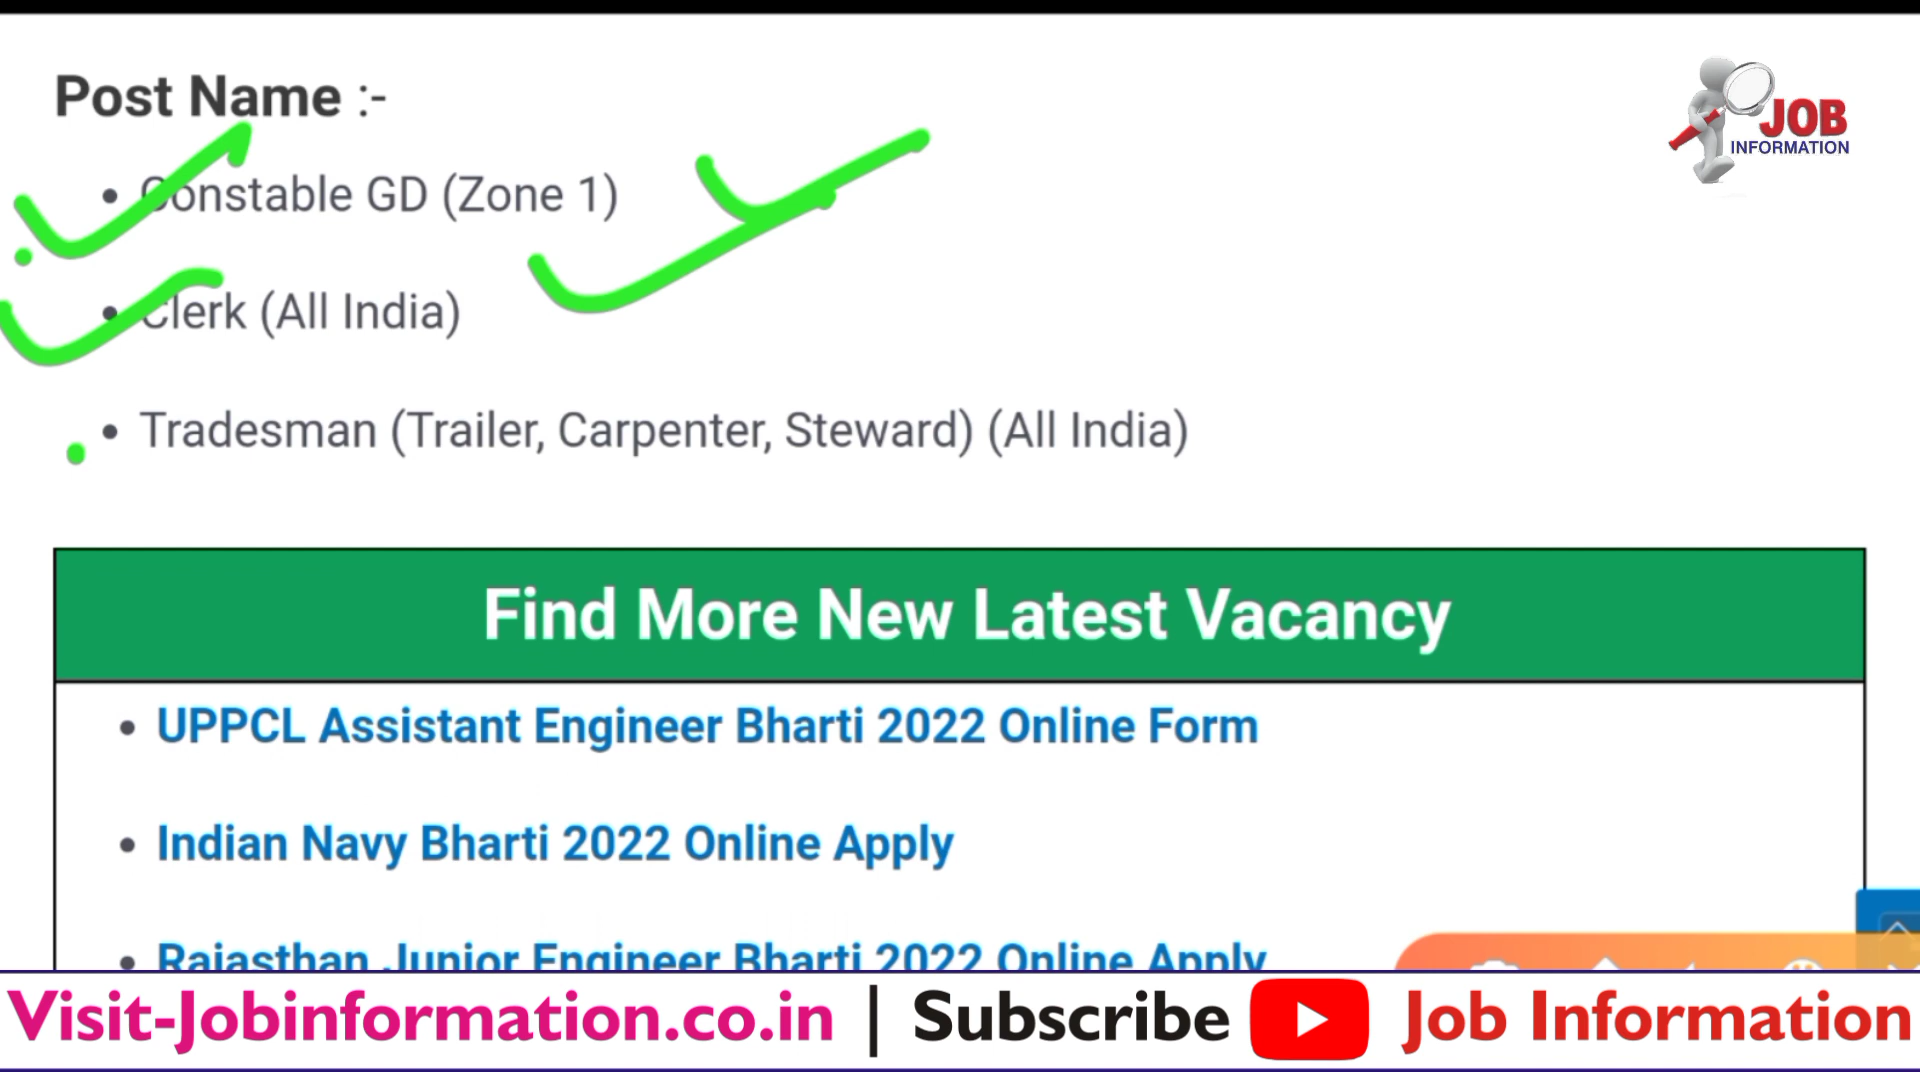 Post Name :-
JOB
INFORMATION
• Constable GD (Zone 1)
• Clerk (All India)
• Tradesman (Trailer, Carpenter, Steward) (All India)
Find More New Latest Vacancy
• UPPCL Assistant Engineer Bharti 2022 Online Form
• Indian Navy Bharti 2022 Online Apply
• Rajasthan Junior Engineer Bharti 2022 Online Apply
Visit-Jobinformation.co.in | Subscribe Job Information